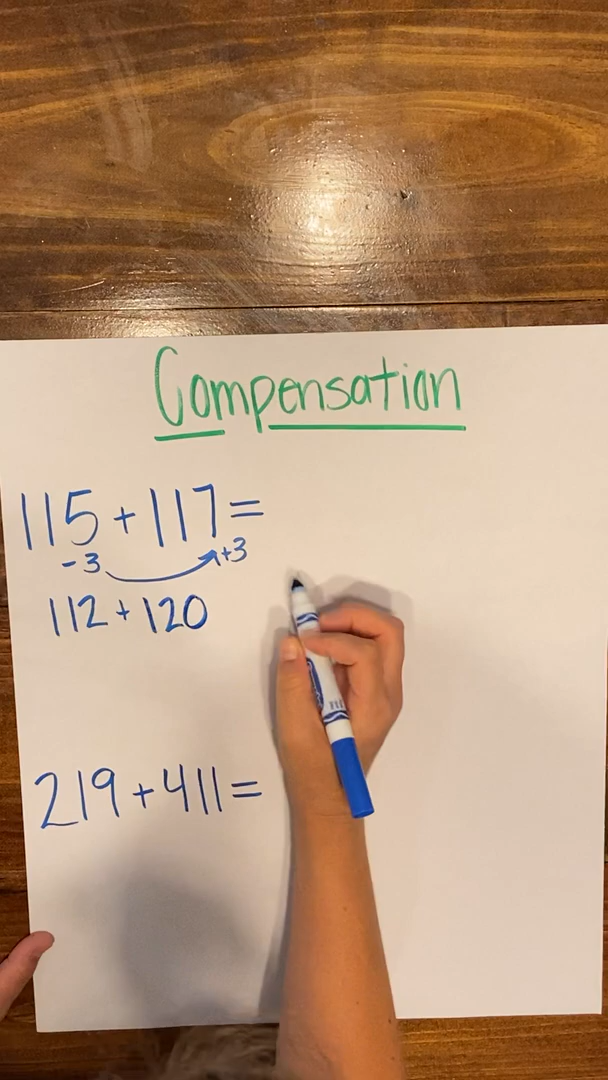 Compensation
115+117=
-3 +3
112+120
219+411=